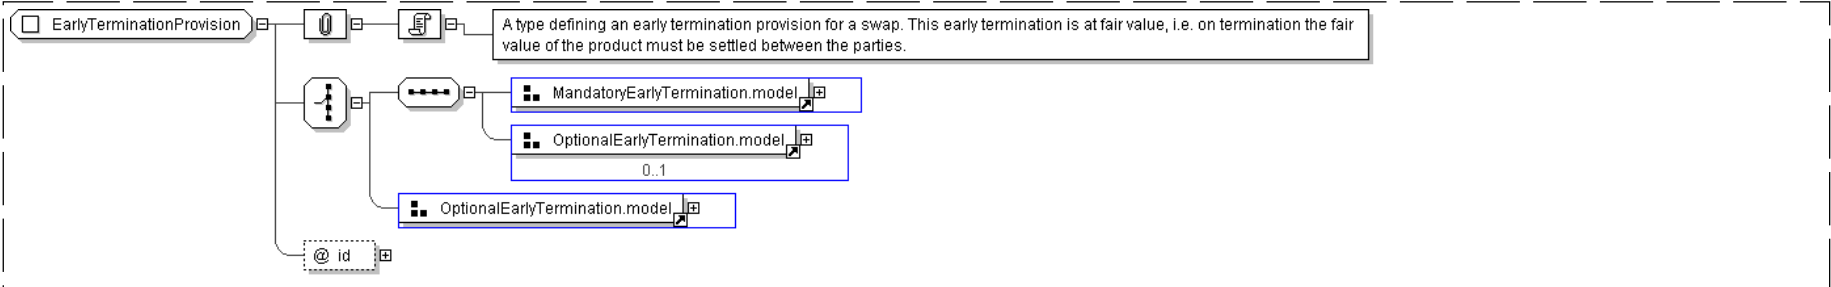 EarlyTerminationProvision
A type defining an early termination provision for a swap. This early termination is at fair value, i.e. on termination the fair
value of the product must be settled between the parties.
MandatoryEarlyTermination.model
OptionalEarlyTermination.model
0..1
OptionalEarlyTermination.model
@ id